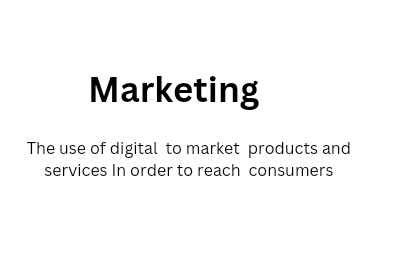 Marketing
The use of digital  to market  products and
services In order to reach  consumers